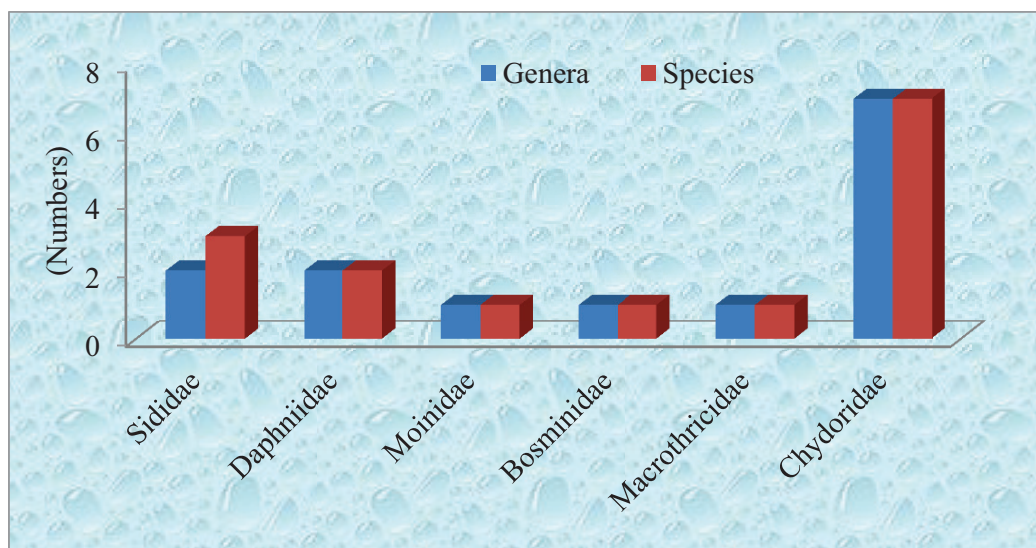 Genera Species
(Numbers)
8
6
4
2
0
Sididae
Daphniidae
Moinidae
Bosminidae
Macrothricidae
Chydoridae